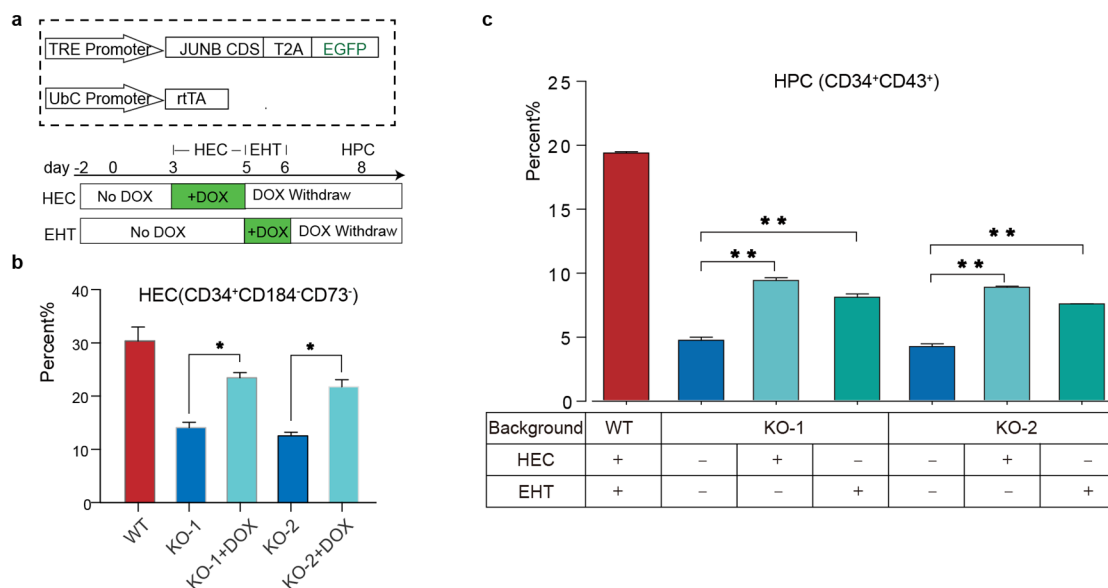 a
TRE Promoter JUNB CDS T2A EGFP
UbC Promoter rtTA
HEC EHT HPC
day -2 0 3 5 6 8
HEC No DOX +DOX DOX Withdraw
EHT No DOX +DOX DOX Withdraw
b
HEC(CD34⁺CD184⁻CD73⁻)
Percent%
40
30
20
10
0
* *
WT KO-1 KO-1+DOX KO-2 KO-2+DOX
c
HPC (CD34⁺CD43⁺)
Percent%
25
20
15
10
5
0
** **
** **
Background WT KO-1 KO-2
HEC + − + − − + −
EHT + − − + − − +